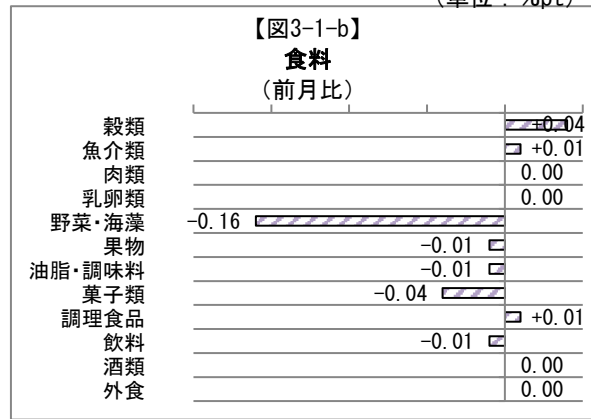 (単位：%pt)
【図3-1-b】
食料
(前月比)
穀類 +0.04
魚介類 +0.01
肉類 0.00
乳卵類 0.00
野菜・海藻 -0.16
果物 -0.01
油脂・調味料 -0.01
菓子類 -0.04
調理食品 +0.01
飲料 -0.01
酒類 0.00
外食 0.00